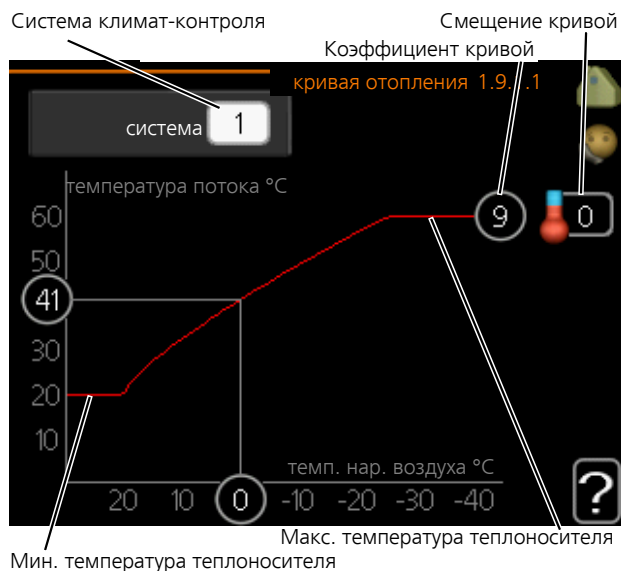 Система климат-контроля
Смещение кривой
Коэффициент кривой
кривая отопления 1.9. .1
система 1
температура потока °C
60
9
0
50
41
30
20
10
темп. нар. воздуха °C
20 10 0 -10 -20 -30 -40
?
Макс. температура теплоносителя
Мин. температура теплоносителя